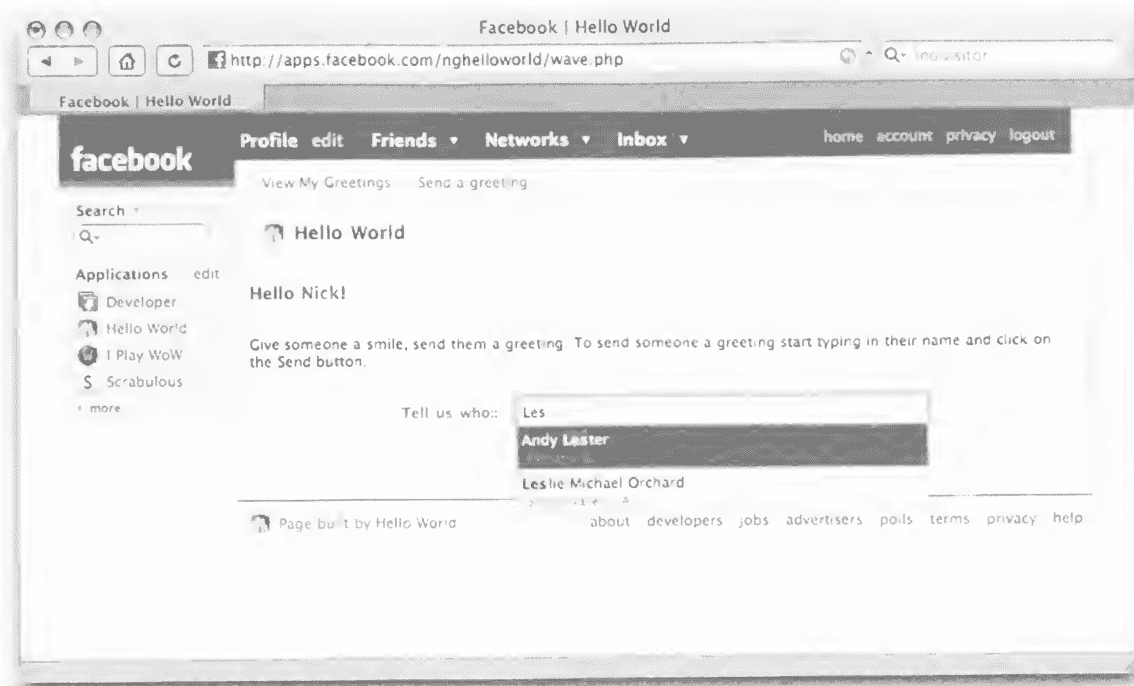 Facebook | Hello World
http://apps.facebook.com/nghelloworld/wave.php
Inquisitor
Facebook | Hello World
facebook
Profile edit Friends Networks Inbox home account privacy logout
View My Greetings Send a greeting
Search
Hello World
Applications edit
Hello Nick!
Developer
Hello World
I Play WoW
Scrabulous
more
Give someone a smile, send them a greeting. To send someone a greeting start typing in their name and click on
the Send button.
Tell us who::
Les
Andy Lester
Leslie Michael Orchard
Page built by Hello World
about developers jobs advertisers polls terms privacy help